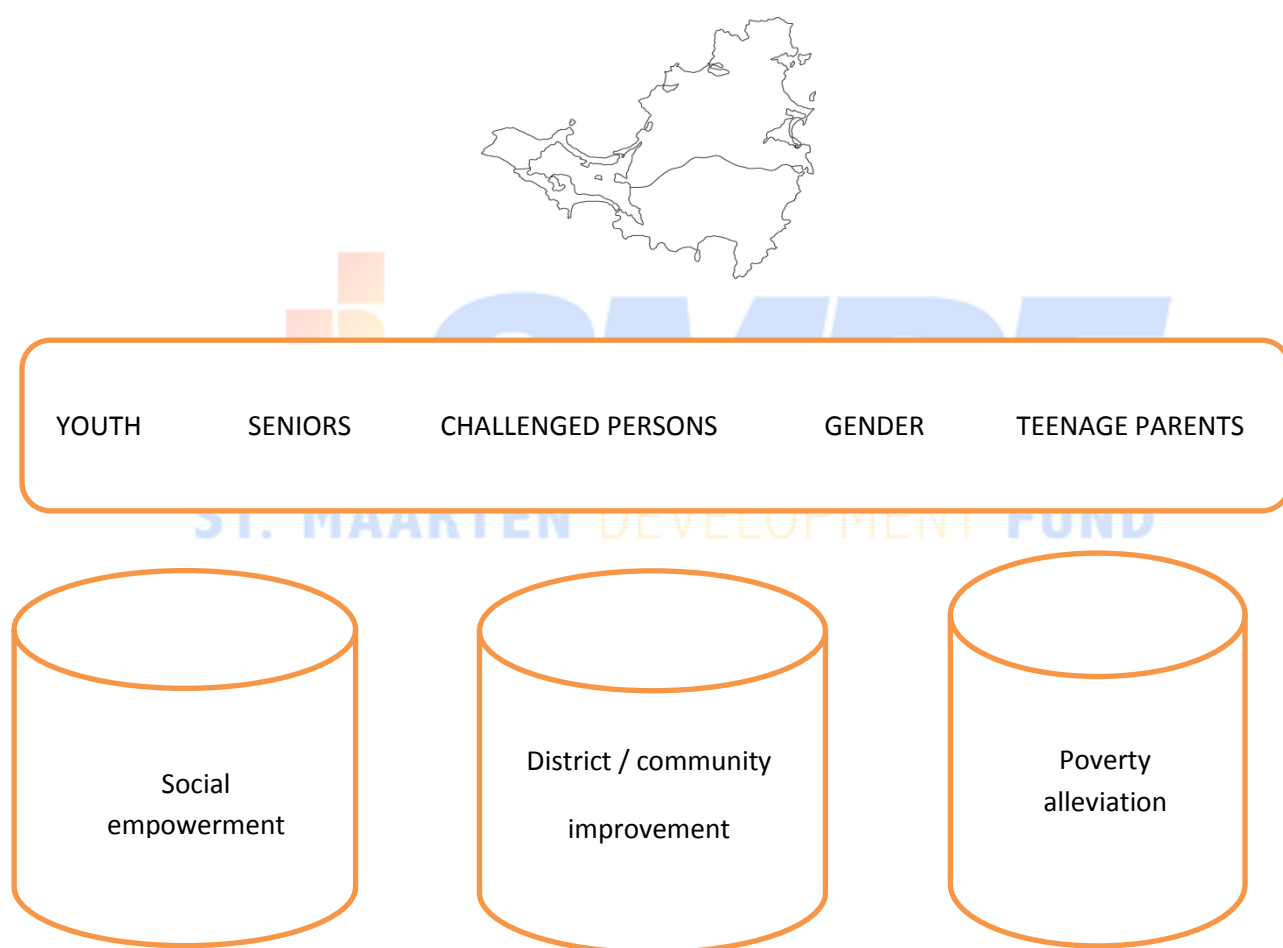 YOUTH SENIORS CHALLENGED PERSONS GENDER TEENAGE PARENTS
ST. MAARTEN DEVELOPMENT FUND
Social
empowerment
District / community
improvement
Poverty
alleviation